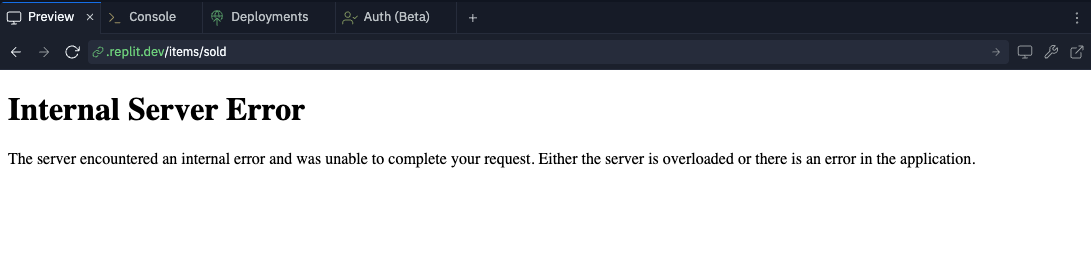 Preview × Console Deployments Auth (Beta) +
.replit.dev/items/sold
Internal Server Error
The server encountered an internal error and was unable to complete your request. Either the server is overloaded or there is an error in the application.